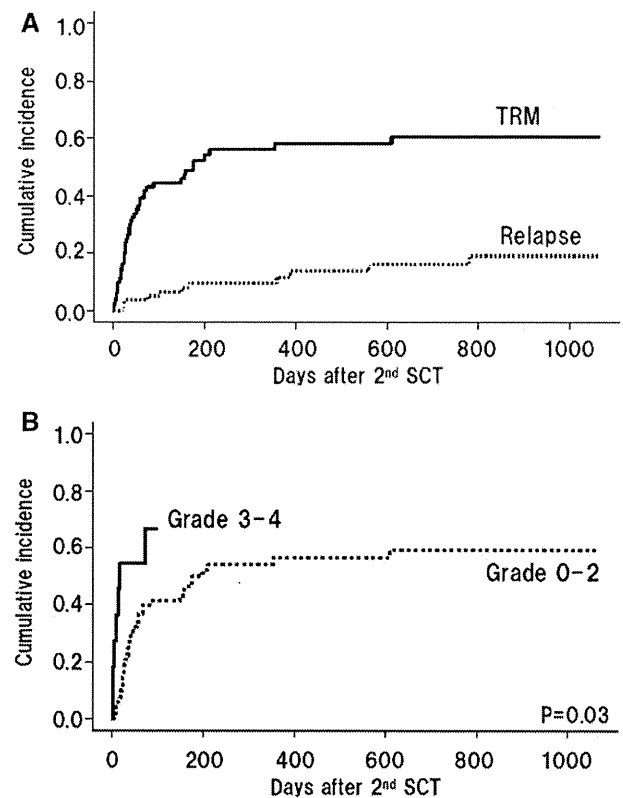 A
1.0
0.8
0.6
0.4
0.2
0.0
Cumulative incidence
TRM
Relapse
0 200 400 600 800 1000
Days after 2nd SCT
B
1.0
0.8
0.6
0.4
0.2
0.0
Cumulative incidence
Grade 3-4
Grade 0-2
P=0.03
0 200 400 600 800 1000
Days after 2nd SCT